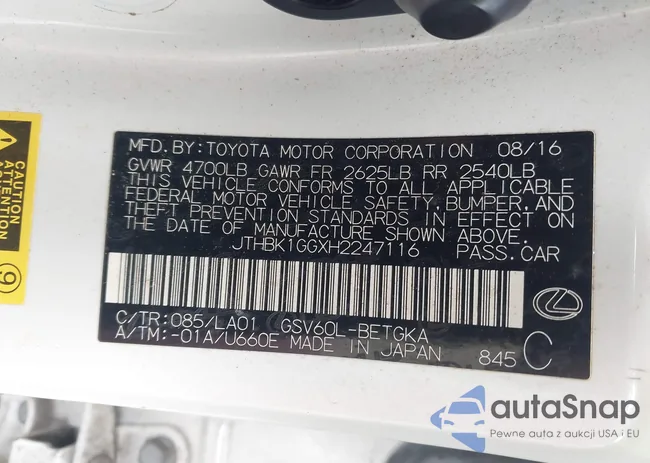 MFD.BY:TOYOTA MOTOR CORPORATION 08/16
GVWR 4700LB GAWR FR 2625LB RR 2540LB
THIS VEHICLE CONFORMS TO ALL APPLICABLE
FEDERAL MOTOR VEHICLE SAFETY,BUMPER,AND
THEFT PREVENTION STANDARDS IN EFFECT ON
THE DATE OF MANUFACTURE SHOWN ABOVE.
JTHBK1GGXH2247116 PASS.CAR
C/TR:085/LA01 GSV60L-BETGKA
A/TM:-01A/U660E MADE IN JAPAN 845 C
9
autaSnap
Pewne auta z aukcji USA i EU